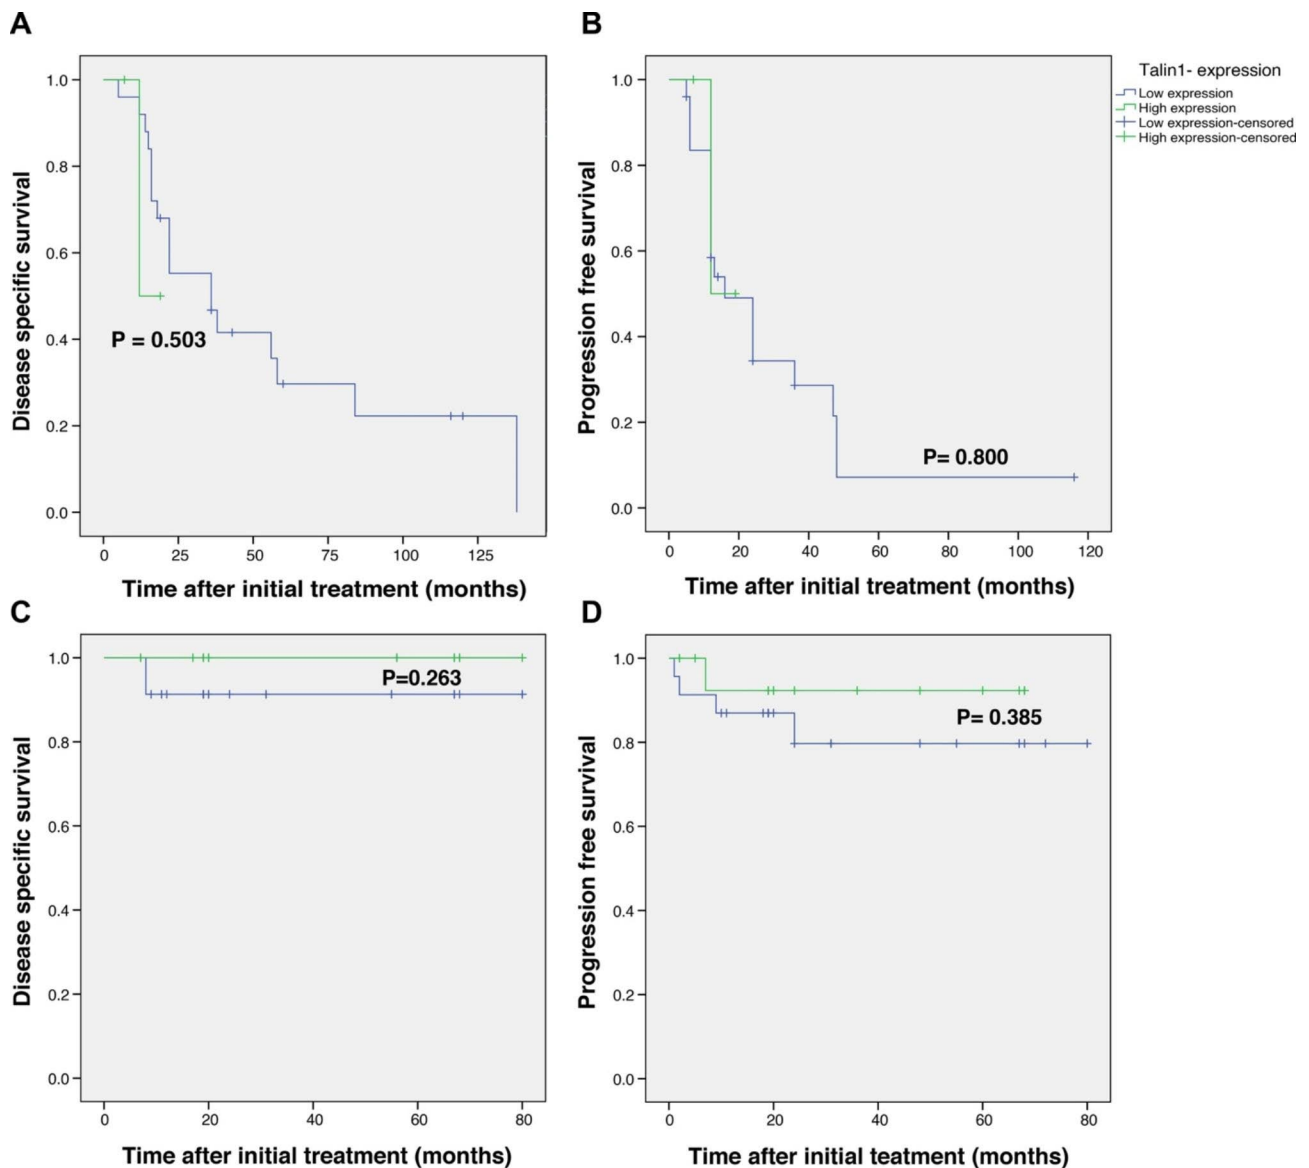 A
B
Talin1- expression
Low expression
High expression
Low expression-censored
High expression-censored
Disease specific survival
1.0
0.8
0.6
0.4
0.2
0.0
P = 0.503
0 25 50 75 100 125
Time after initial treatment (months)
Progression free survival
1.0
0.8
0.6
0.4
0.2
0.0
P= 0.800
0 20 40 60 80 100 120
Time after initial treatment (months)
C
D
Disease specific survival
1.0
0.8
0.6
0.4
0.2
0.0
P=0.263
0 20 40 60 80
Time after initial treatment (months)
Progression free survival
1.0
0.8
0.6
0.4
0.2
0.0
P= 0.385
0 20 40 60 80
Time after initial teatment (months)